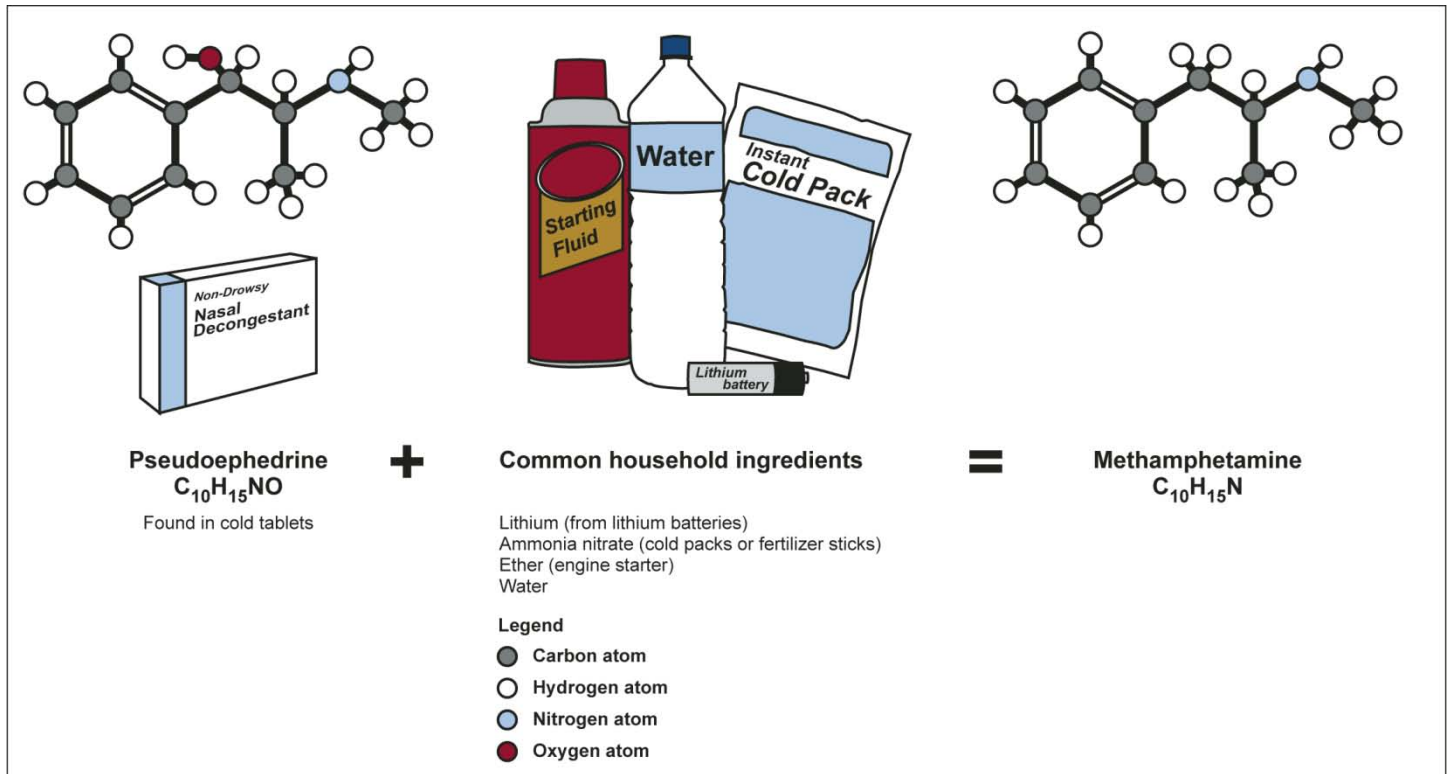 Starting
Fluid
Water
Instant
Cold Pack
Non-Drowsy
Nasal
Decongestant
Lithium
battery
Pseudoephedrine
C₁₀H₁₅NO
Found in cold tablets
+
Common household ingredients
Lithium (from lithium batteries)
Ammonia nitrate (cold packs or fertilizer sticks)
Ether (engine starter)
Water
=
Methamphetamine
C₁₀H₁₅N
Legend
Carbon atom
Hydrogen atom
Nitrogen atom
Oxygen atom